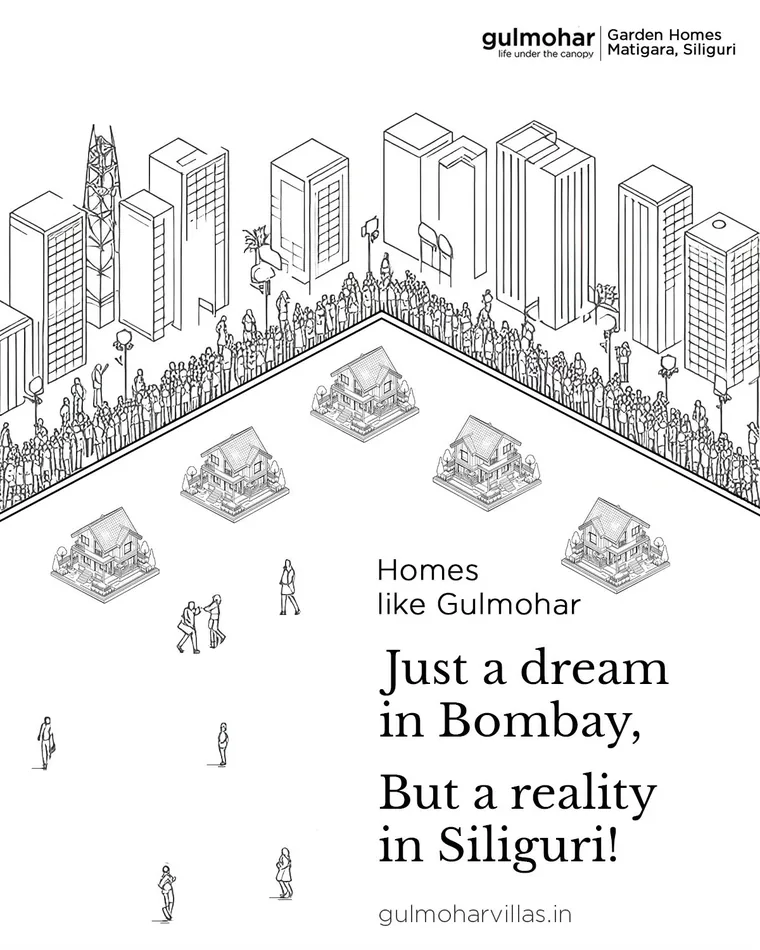 gulmohar
life under the canopy
Garden Homes
Matigara, Siliguri
Homes
like Gulmohar
Just a dream
in Bombay,
But a reality
in Siliguri!
gulmoharvillas.in